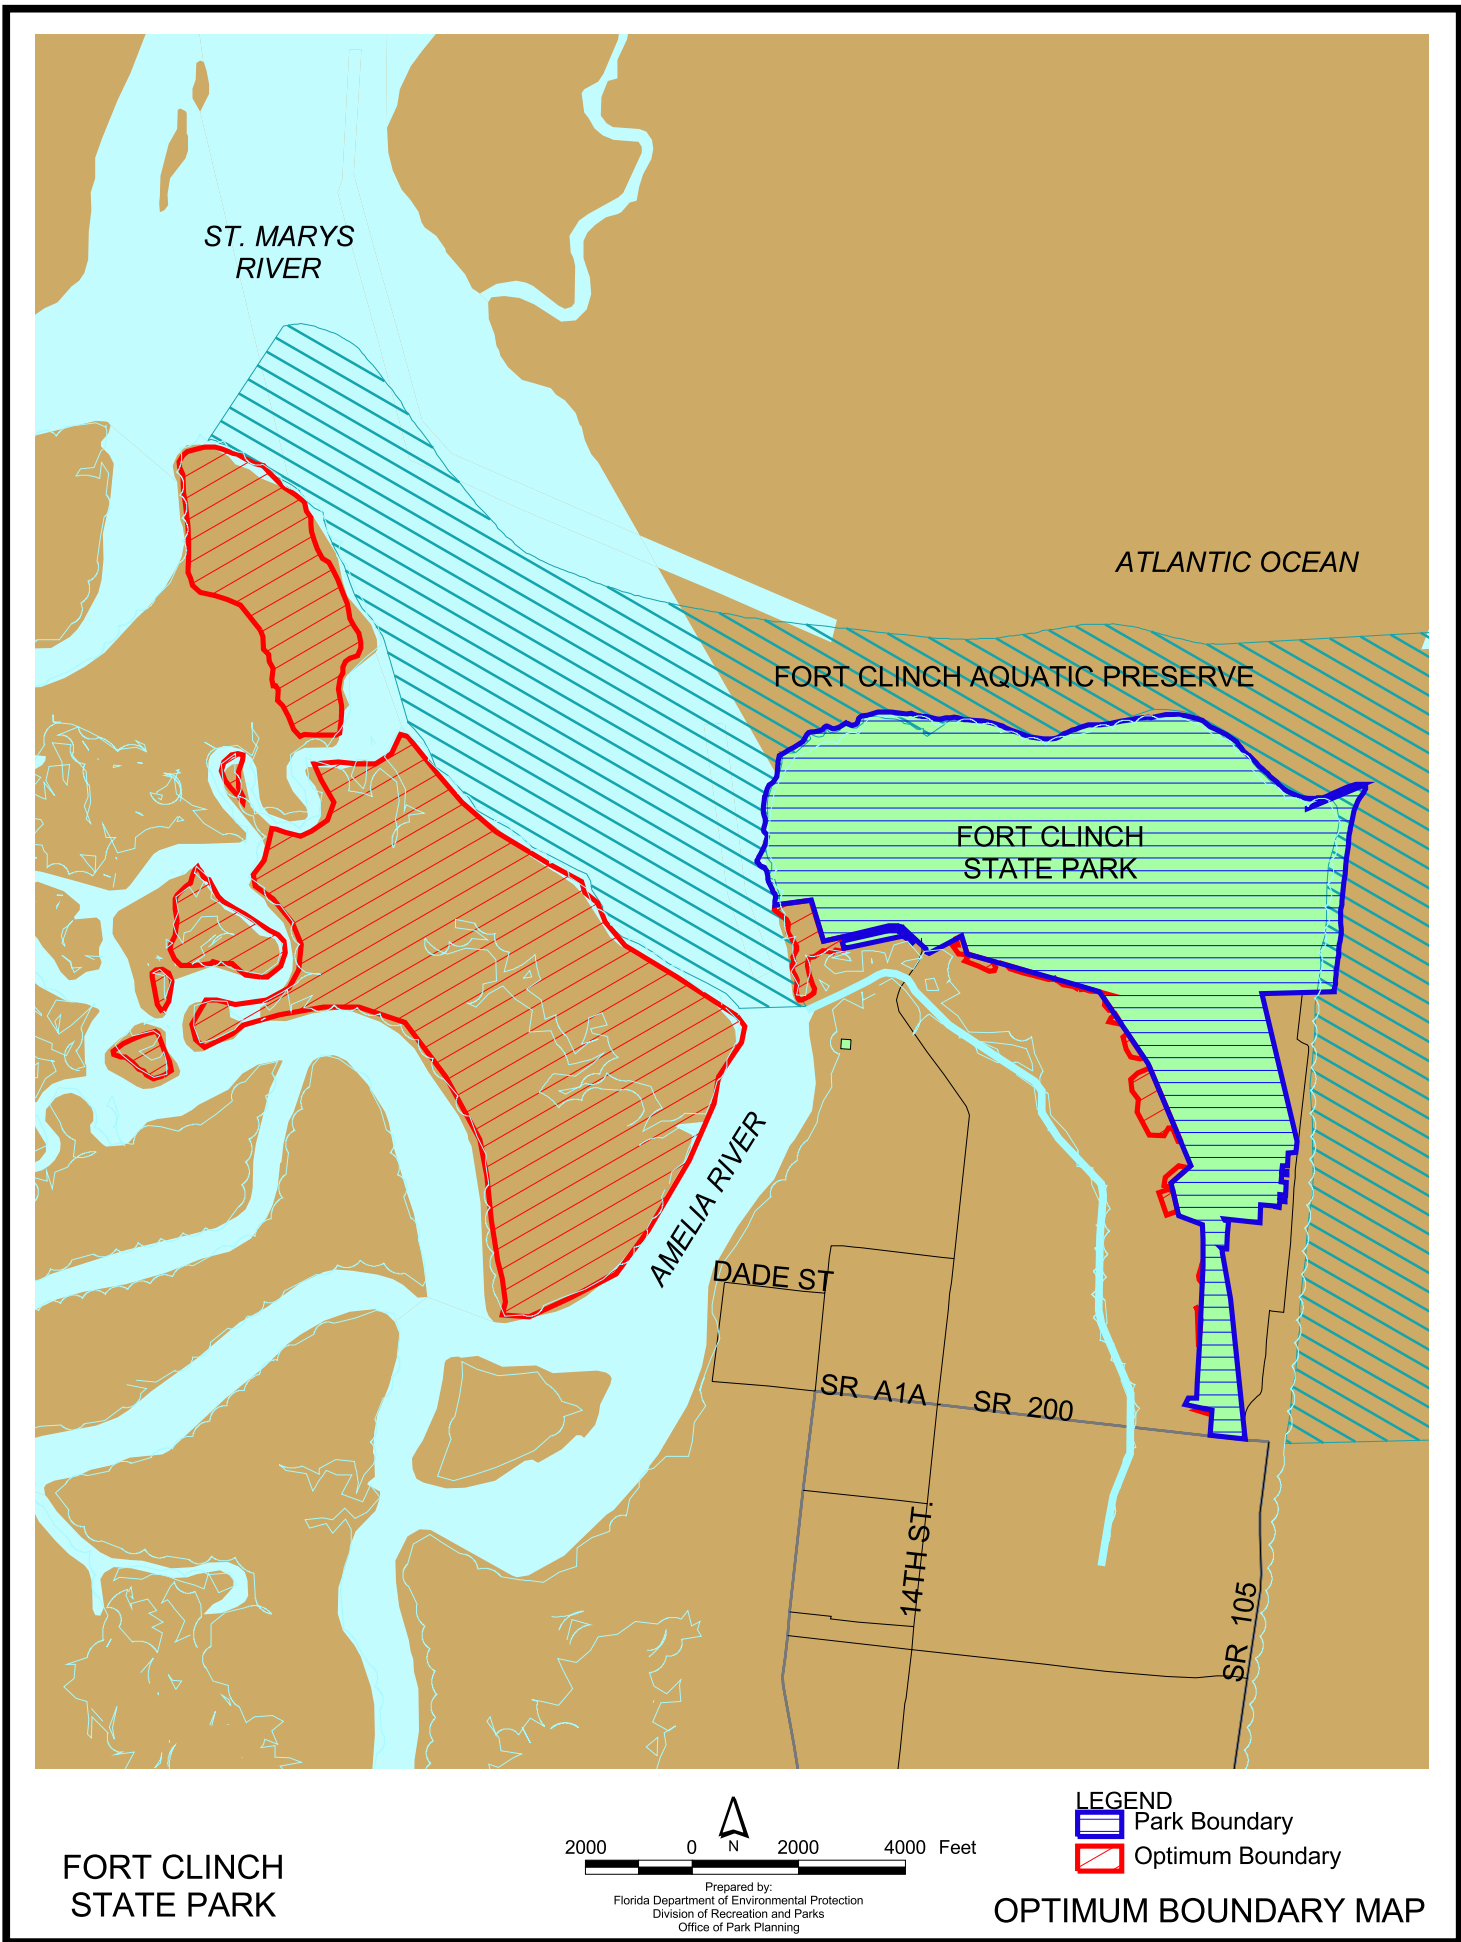 ST. MARYS
RIVER
ATLANTIC OCEAN
FORT CLINCH AQUATIC PRESERVE
FORT CLINCH
STATE PARK
AMELIA RIVER
DADE ST
SR A1A
SR 200
14TH ST.
SR 105
LEGEND
Park Boundary
Optimum Boundary
2000 0 2000 4000 Feet
N
Prepared by:
Florida Department of Environmental Protection
Division of Recreation and Parks
Office of Park Planning
FORT CLINCH
STATE PARK
OPTIMUM BOUNDARY MAP